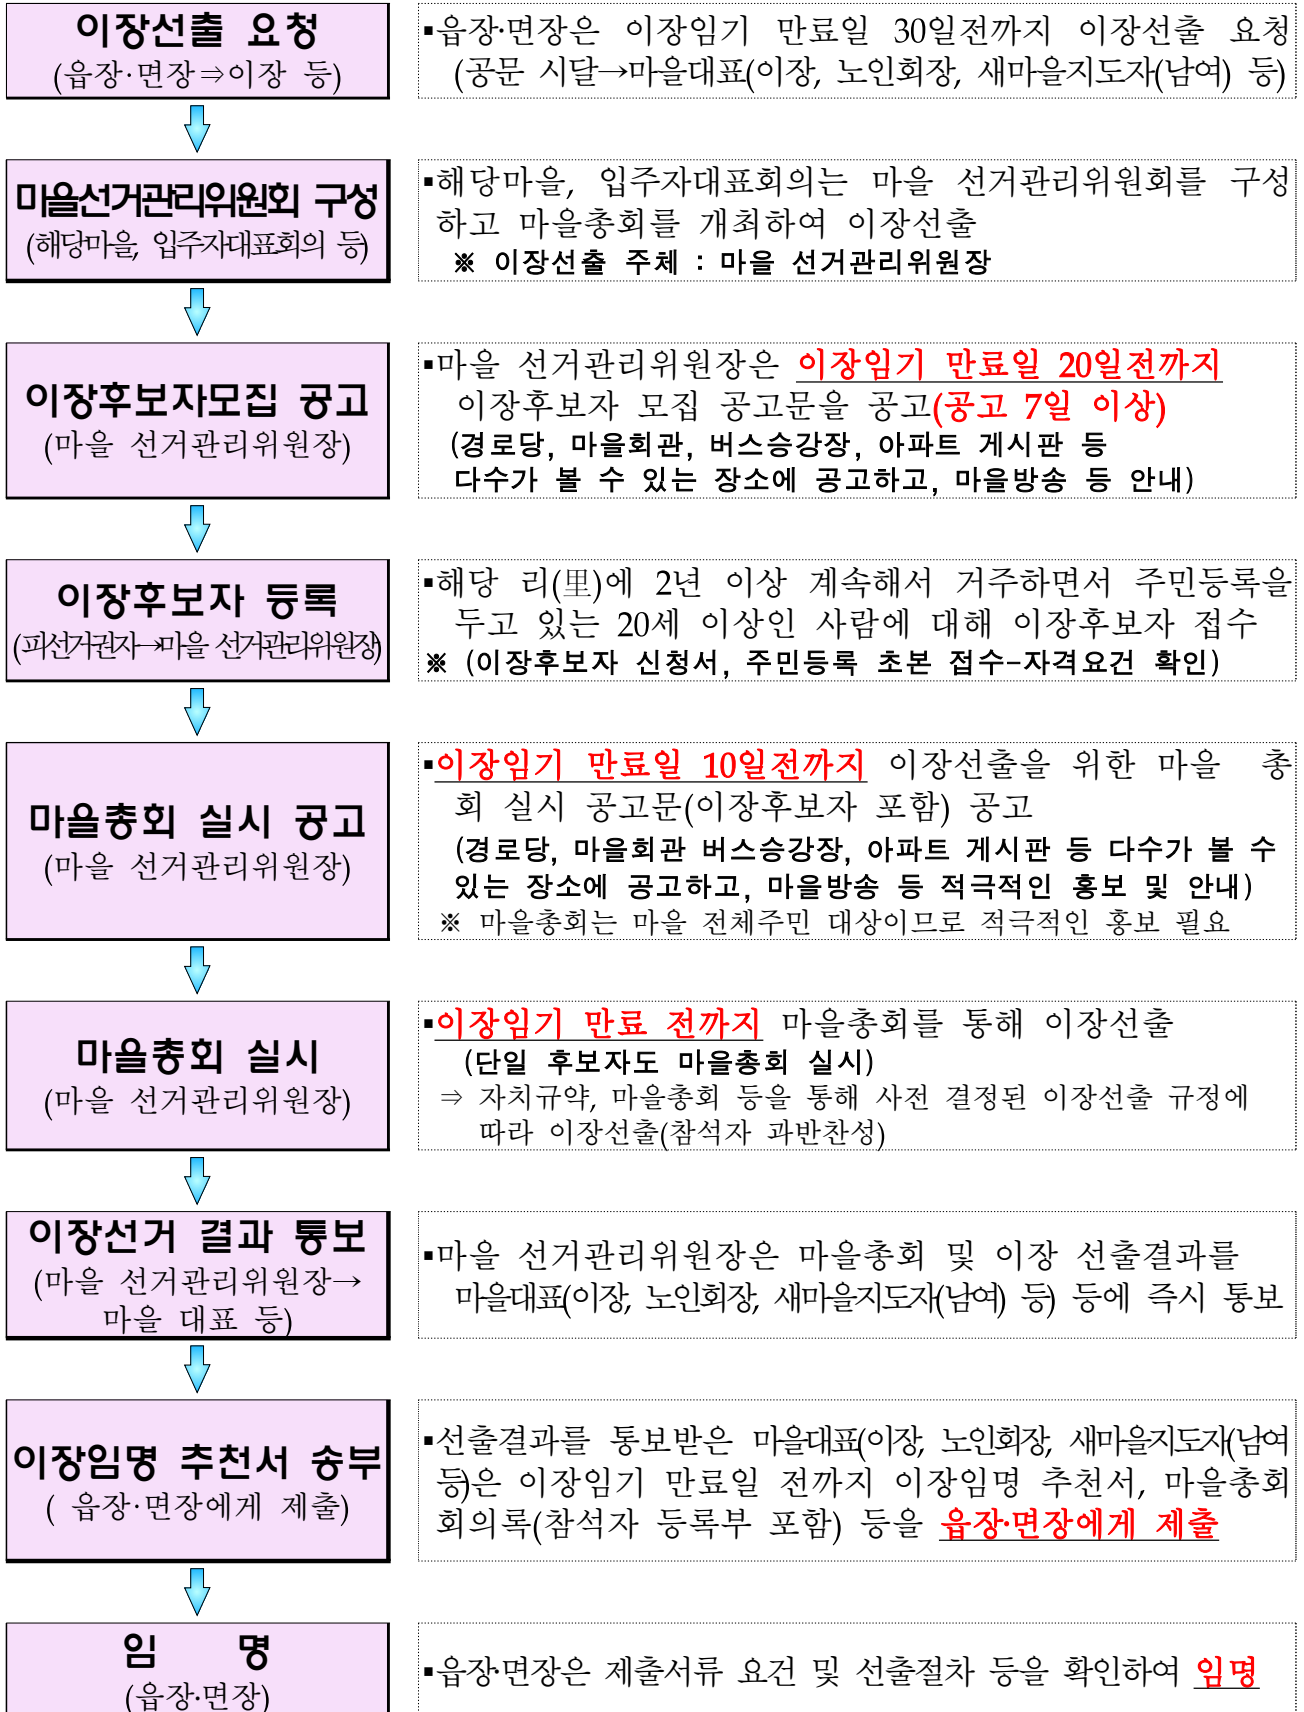 이장선출 요청
(읍장·면장⇒이장 등)
▪읍장·면장은 이장임기 만료일 30일전까지 이장선출 요청
(공문 시달→마을대표(이장, 노인회장, 새마을지도자(남여) 등)
마을선거관리위원회 구성
(해당마을, 입주자대표회의 등)
▪해당마을, 입주자대표회의는 마을 선거관리위원회를 구성
하고 마을총회를 개최하여 이장선출
※ 이장선출 주체 : 마을 선거관리위원장
이장후보자모집 공고
(마을 선거관리위원장)
▪마을 선거관리위원장은 이장임기 만료일 20일전까지
이장후보자 모집 공고문을 공고(공고 7일 이상)
(경로당, 마을회관, 버스승강장, 아파트 게시판 등
다수가 볼 수 있는 장소에 공고하고, 마을방송 등 안내)
이장후보자 등록
(피선거권자→마을 선거관리위원장)
▪해당 리(里)에 2년 이상 계속해서 거주하면서 주민등록을
두고 있는 20세 이상인 사람에 대해 이장후보자 접수
※ (이장후보자 신청서, 주민등록 초본 접수-자격요건 확인)
마을총회 실시 공고
(마을 선거관리위원장)
▪이장임기 만료일 10일전까지 이장선출을 위한 마을 총
회 실시 공고문(이장후보자 포함) 공고
(경로당, 마을회관 버스승강장, 아파트 게시판 등 다수가 볼 수
있는 장소에 공고하고, 마을방송 등 적극적인 홍보 및 안내)
※ 마을총회는 마을 전체주민 대상이므로 적극적인 홍보 필요
마을총회 실시
(마을 선거관리위원장)
▪이장임기 만료 전까지 마을총회를 통해 이장선출
(단일 후보자도 마을총회 실시)
⇒ 자치규약, 마을총회 등을 통해 사전 결정된 이장선출 규정에
따라 이장선출(참석자 과반찬성)
이장선거 결과 통보
(마을 선거관리위원장→
마을 대표 등)
▪마을 선거관리위원장은 마을총회 및 이장 선출결과를
마을대표(이장, 노인회장, 새마을지도자(남여) 등) 등에 즉시 통보
이장임명 추천서 송부
( 읍장·면장에게 제출)
▪선출결과를 통보받은 마을대표(이장, 노인회장, 새마을지도자(남여
등)은 이장임기 만료일 전까지 이장임명 추천서, 마을총회
회의록(참석자 등록부 포함) 등을 읍장·면장에게 제출
임 명
(읍장·면장)
▪읍장·면장은 제출서류 요건 및 선출절차 등을 확인하여 임명